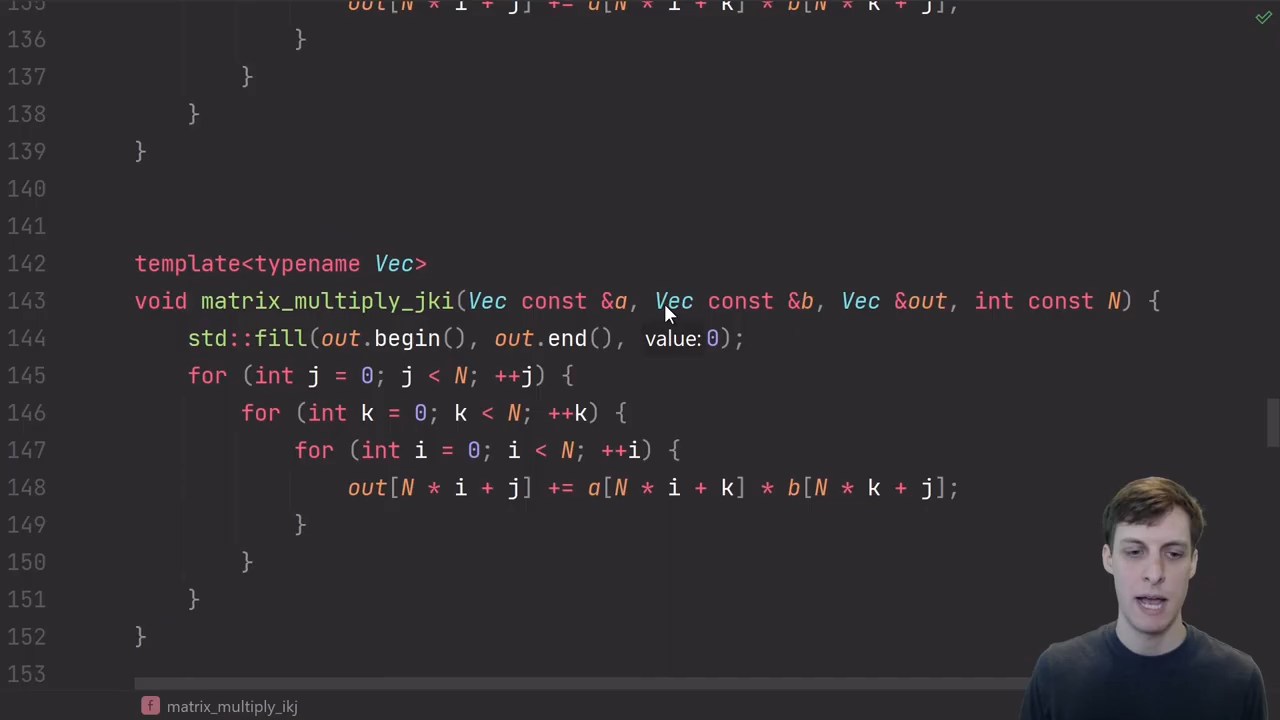 135 out[N * i + j] += a[N * i + k] * b[N * k + j];
136 }
137 }
138 }
139 }
140
141
142 template<typename Vec>
143 void matrix_multiply_jki(Vec const &a, Vec const &b, Vec &out, int const N) {
144 std::fill(out.begin(), out.end(), value: 0);
145 for (int j = 0; j < N; ++j) {
146 for (int k = 0; k < N; ++k) {
147 for (int i = 0; i < N; ++i) {
148 out[N * i + j] += a[N * i + k] * b[N * k + j];
149 }
150 }
151 }
152 }
153
f matrix_multiply_ikj